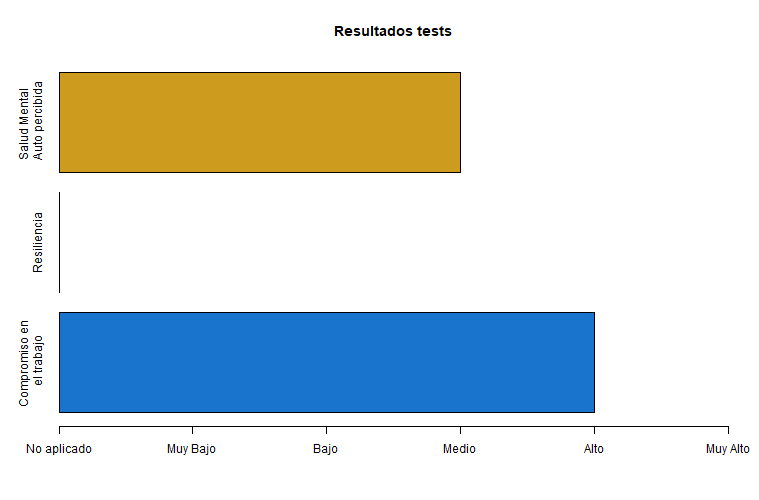 Resultados tests
Salud Mental
Auto percibida
Resiliencia
Compromiso en
el trabajo
No aplicado
Muy Bajo
Bajo
Medio
Alto
Muy Alto